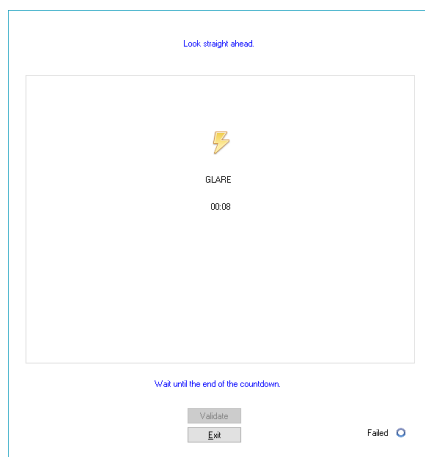 Look straight ahead.
GLARE
00:08
Wait until the end of the countdown.
Validate
Exit
Failed